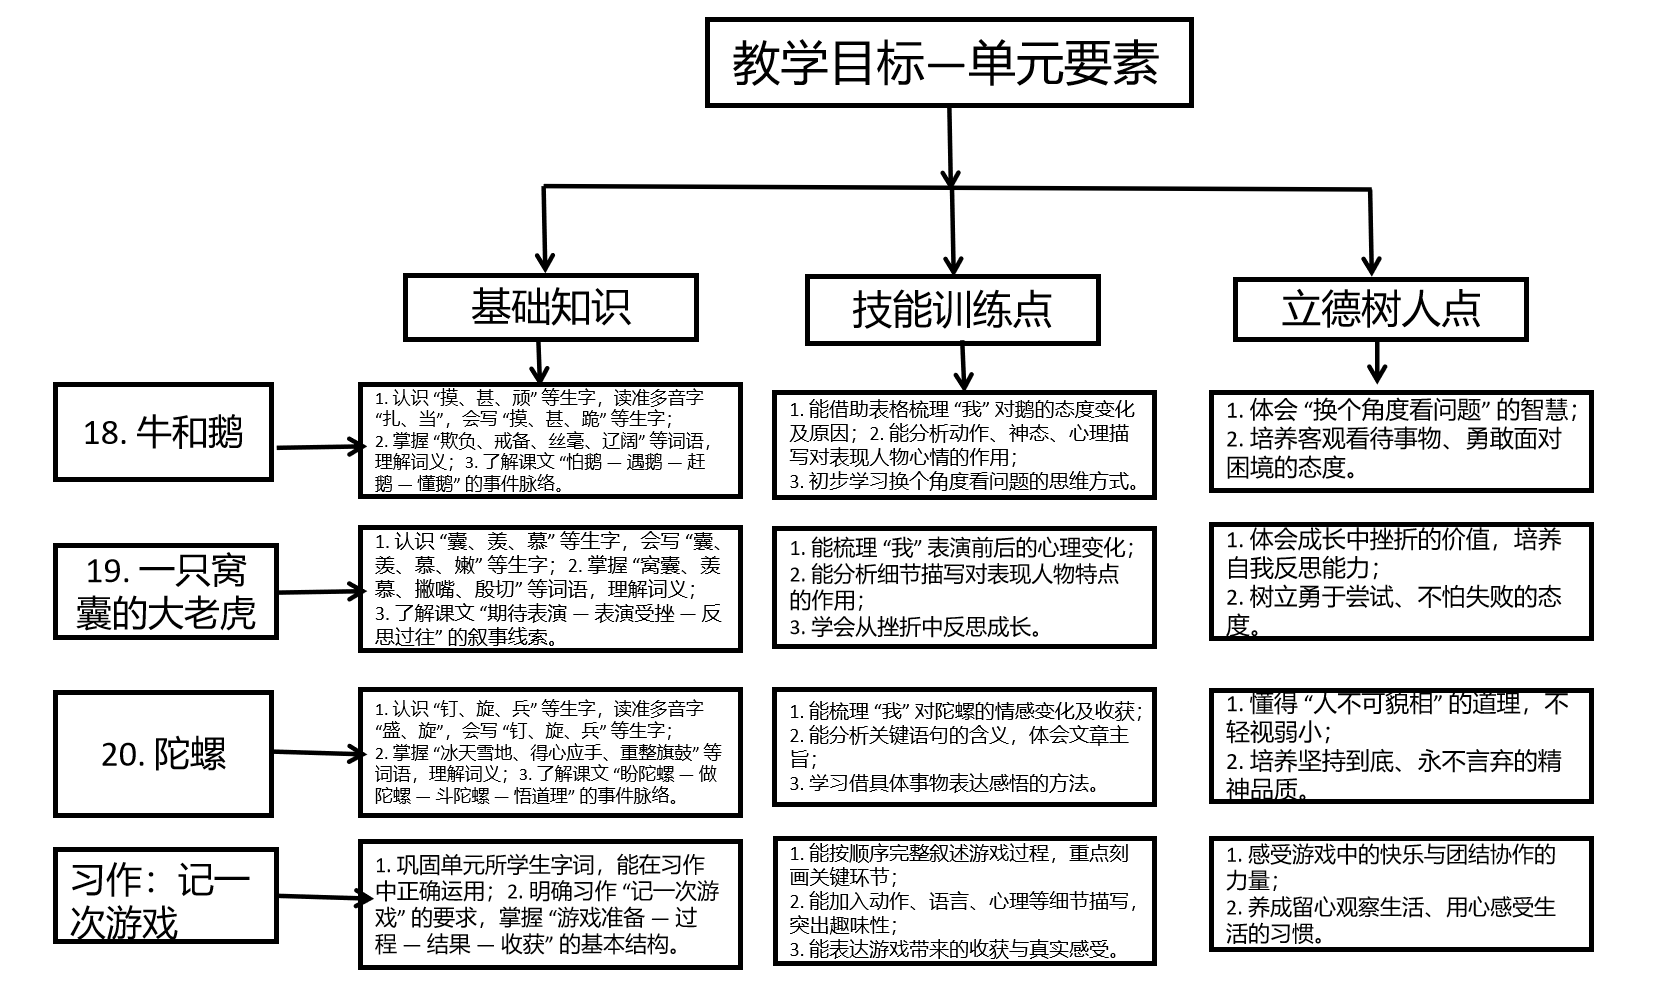 教学目标—单元要素
基础知识
技能训练点
立德树人点
18. 牛和鹅
1. 认识 “摸、甚、顽” 等生字，读准多音字
“扎、当”，会写 “摸、甚、跪” 等生字；
2. 掌握 “欺负、戒备、丝毫、辽阔” 等词语，
理解词义；3. 了解课文 “怕鹅 — 遇鹅 — 赶
鹅 — 懂鹅” 的事件脉络。
1. 能借助表格梳理 “我” 对鹅的态度变化
及原因；2. 能分析动作、神态、心理描
写对表现人物心情的作用；
3. 初步学习换个角度看问题的思维方式。
1. 体会 “换个角度看问题” 的智慧；
2. 培养客观看待事物、勇敢面对
困境的态度。
19. 一只窝
囊的大老虎
1. 认识 “囊、羡、慕” 等生字，会写 “囊、
羡、慕、嫩” 等生字；2. 掌握 “窝囊、羡
慕、撇嘴、殷切” 等词语，理解词义；
3. 了解课文 “期待表演 — 表演受挫 — 反
思过往” 的叙事线索。
1. 能梳理 “我” 表演前后的心理变化；
2. 能分析细节描写对表现人物特点
的作用；
3. 学会从挫折中反思成长。
1. 体会成长中挫折的价值，培养
自我反思能力；
2. 树立勇于尝试、不怕失败的态
度。
20. 陀螺
1. 认识 “钉、旋、兵” 等生字，读准多音字
“盛、旋”，会写 “钉、旋、兵” 等生字；
2. 掌握 “冰天雪地、得心应手、重整旗鼓” 等
词语，理解词义；3. 了解课文 “盼陀螺 — 做
陀螺 — 斗陀螺 — 悟道理” 的事件脉络。
1. 能梳理 “我” 对陀螺的情感变化及收获；
2. 能分析关键语句的含义，体会文章主
旨；
3. 学习借具体事物表达感悟的方法。
1. 懂得 “人不可貌相” 的道理，不
轻视弱小；
2. 培养坚持到底、永不言弃的精
神品质。
习作：记一
次游戏
1. 巩固单元所学生字词，能在习作
中正确运用；2. 明确习作 “记一次游
戏” 的要求，掌握 “游戏准备 — 过
程 — 结果 — 收获” 的基本结构。
1. 能按顺序完整叙述游戏过程，重点刻
画关键环节；
2. 能加入动作、语言、心理等细节描写，
突出趣味性；
3. 能表达游戏带来的收获与真实感受。
1. 感受游戏中的快乐与团结协作的
力量；
2. 养成留心观察生活、用心感受生
活的习惯。